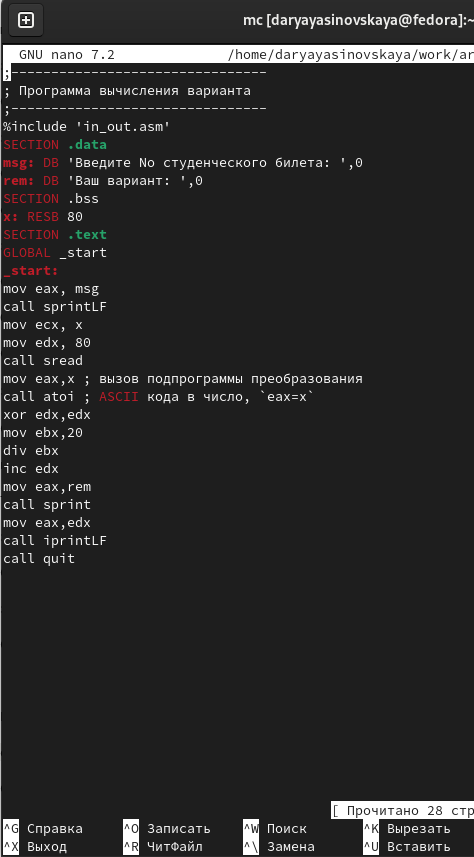 mc [daryayasinovskaya@fedora]:~
GNU nano 7.2 /home/daryayasinovskaya/work/ar
;--------------------------------
; Программа вычисления варианта
;--------------------------------
%include 'in_out.asm'
SECTION .data
msg: DB 'Введите No студенческого билета: ',0
rem: DB 'Ваш вариант: ',0
SECTION .bss
x: RESB 80
SECTION .text
GLOBAL _start
_start:
mov eax, msg
call sprintLF
mov ecx, x
mov edx, 80
call sread
mov eax,x ; вызов подпрограммы преобразования
call atoi ; ASCII кода в число, `eax=x`
xor edx,edx
mov ebx,20
div ebx
inc edx
mov eax,rem
call sprint
mov eax,edx
call iprintLF
call quit
[ Прочитано 28 стр
^G Справка ^O Записать ^W Поиск ^K Вырезать
^X Выход ^R ЧитФайл ^\ Замена ^U Вставить